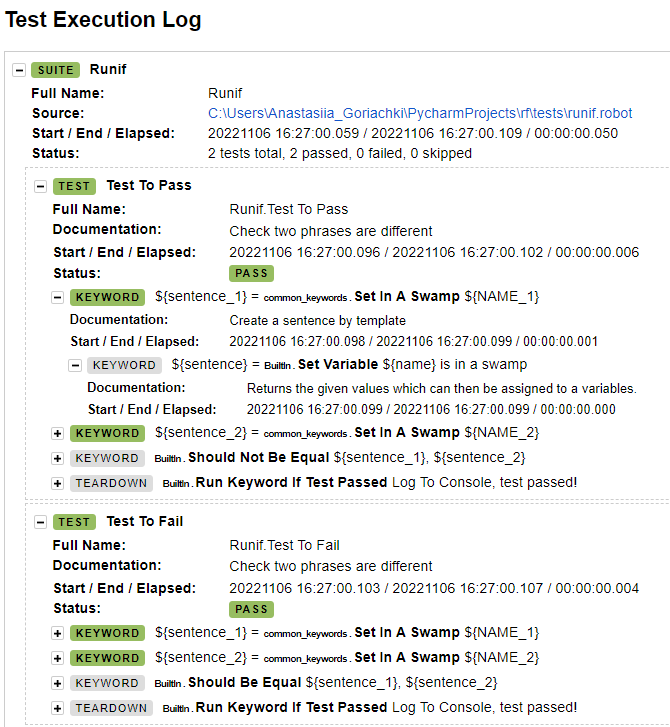 Test Execution Log
SUITE Runif
Full Name: Runif
Source: C:\Users\Anastasiia_Goriachki\PycharmProjects\rf\tests\runif.robot
Start / End / Elapsed: 20221106 16:27:00.059 / 20221106 16:27:00.109 / 00:00:00.050
Status: 2 tests total, 2 passed, 0 failed, 0 skipped
TEST Test To Pass
Full Name: Runif.Test To Pass
Documentation: Check two phrases are different
Start / End / Elapsed: 20221106 16:27:00.096 / 20221106 16:27:00.102 / 00:00:00.006
Status: PASS
KEYWORD ${sentence_1} = common_keywords. Set In A Swamp ${NAME_1}
Documentation: Create a sentence by template
Start / End / Elapsed: 20221106 16:27:00.098 / 20221106 16:27:00.099 / 00:00:00.001
KEYWORD ${sentence} = BuiltIn. Set Variable ${name} is in a swamp
Documentation: Returns the given values which can then be assigned to a variables.
Start / End / Elapsed: 20221106 16:27:00.099 / 20221106 16:27:00.099 / 00:00:00.000
KEYWORD ${sentence_2} = common_keywords. Set In A Swamp ${NAME_2}
KEYWORD BuiltIn. Should Not Be Equal ${sentence_1}, ${sentence_2}
TEARDOWN BuiltIn. Run Keyword If Test Passed Log To Console, test passed!
TEST Test To Fail
Full Name: Runif.Test To Fail
Documentation: Check two phrases are different
Start / End / Elapsed: 20221106 16:27:00.103 / 20221106 16:27:00.107 / 00:00:00.004
Status: PASS
KEYWORD ${sentence_1} = common_keywords. Set In A Swamp ${NAME_1}
KEYWORD ${sentence_2} = common_keywords. Set In A Swamp ${NAME_2}
KEYWORD BuiltIn. Should Be Equal ${sentence_1}, ${sentence_2}
TEARDOWN BuiltIn. Run Keyword If Test Passed Log To Console, test passed!